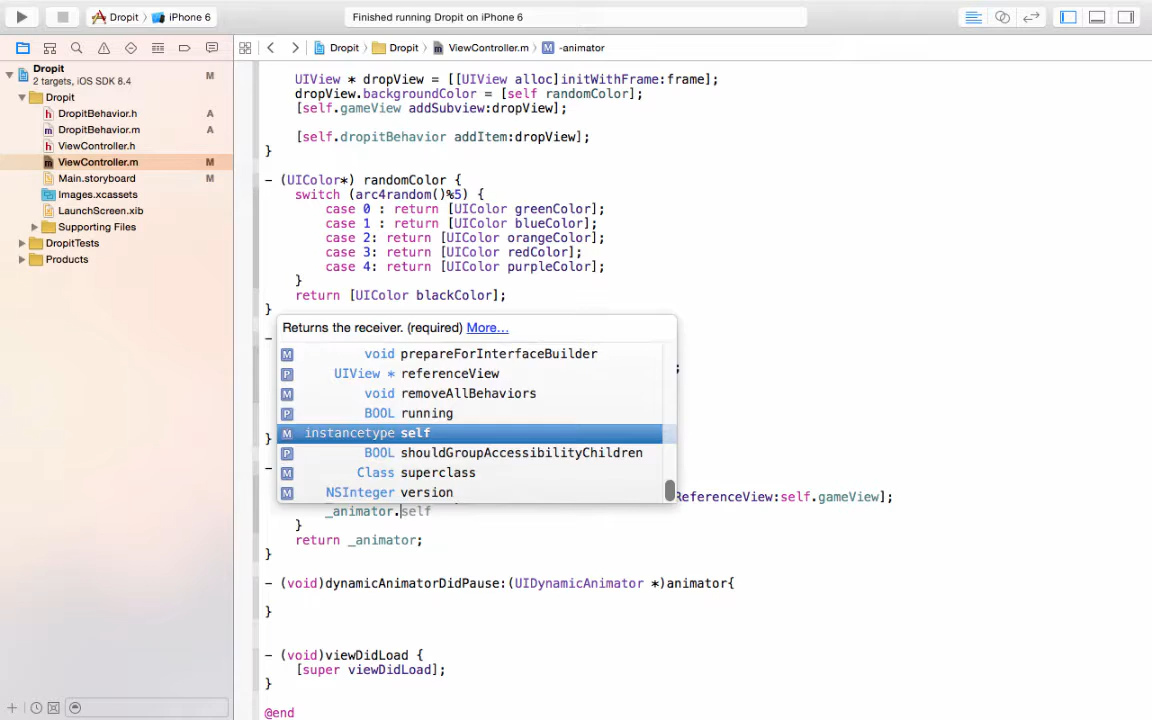 Dropit
iPhone 6
Finished running Dropit on iPhone 6
Dropit
Dropit
ViewController.m
-animator
Dropit
M
2 targets, iOS SDK 8.4
Dropit
DropitBehavior.h
A
DropitBehavior.m
A
ViewController.h
ViewController.m
M
Main.storyboard
M
Images.xcassets
LaunchScreen.xib
Supporting Files
DropitTests
Products
UIView * dropView = [[UIView alloc]initWithFrame:frame];
dropView.backgroundColor = [self randomColor];
[self.gameView addSubview:dropView];
[self.dropitBehavior addItem:dropView];
}
- (UIColor*) randomColor {
switch (arc4random()%5) {
case 0 : return [UIColor greenColor];
case 1 : return [UIColor blueColor];
case 2: return [UIColor orangeColor];
case 3: return [UIColor redColor];
case 4: return [UIColor purpleColor];
}
return [UIColor blackColor];
}
-
Returns the receiver. (required) More...
M void prepareForInterfaceBuilder
;
P UIView * referenceView
M void removeAllBehaviors
P BOOL running
} M instancetype self
P BOOL shouldGroupAccessibilityChildren
-
M Class superclass
M NSInteger version
ReferenceView:self.gameView];
_animator.self
}
return _animator;
}
- (void)dynamicAnimatorDidPause:(UIDynamicAnimator *)animator{
}
- (void)viewDidLoad {
[super viewDidLoad];
}
@end